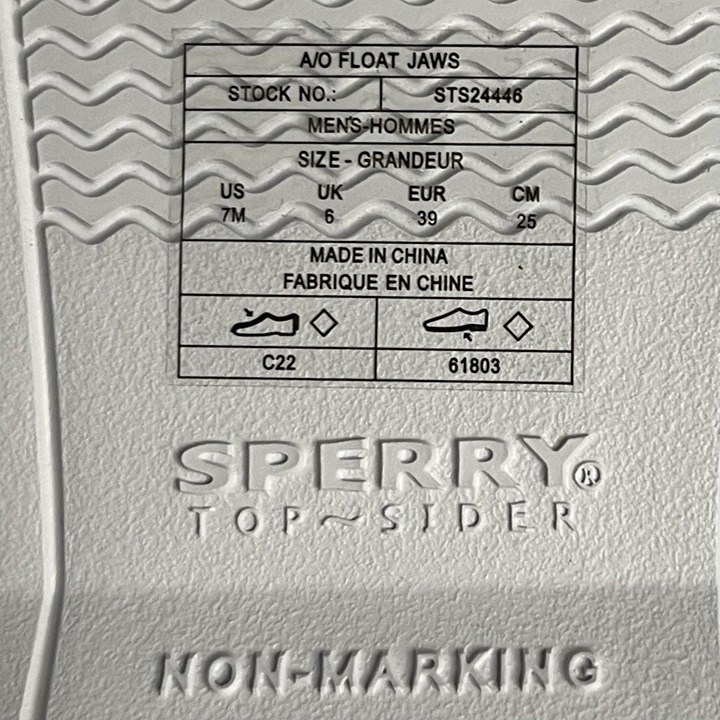 A/O FLOAT JAWS
STOCK NO.: STS24446
MEN'S-HOMMES
SIZE - GRANDEUR
US UK EUR CM
7M 6 39 25
MADE IN CHINA
FABRIQUE EN CHINE
C22 61803
SPERRY®
TOP~SIDER
NON-MARKING